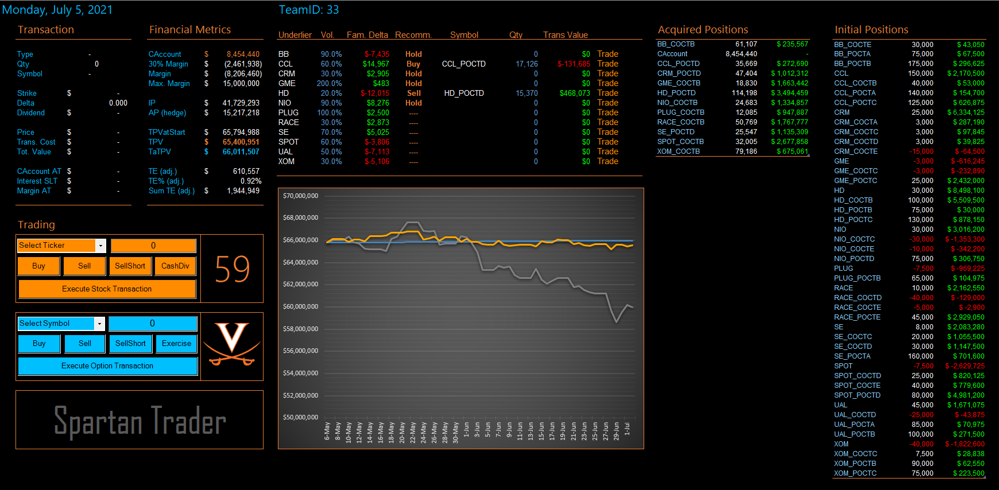 Monday, July 5, 2021
TeamID: 33
Transaction
Type -
Qty 0
Symbol -
Strike $ -
Delta 0.000
Dividend $ -
Price $ -
Trans. Cost $ -
Tot. Value $ -
CAccount AT $ -
Interest SLT $ -
Margin AT $ -
Financial Metrics
CAccount $ 8,454,440
30% Margin $ (2,461,938)
Margin $ (8,206,460)
Max. Margin $ 15,000,000
IP $ 41,729,293
AP (hedge) $ 15,217,218
TPVatStart $ 65,794,988
TPV $ 65,400,951
TaTPV $ 66,011,507
TE (adj.) $ 610,557
TE% (adj.) 0.92%
Sum TE (adj.) $ 1,944,949
Underlier Vol. Fam. Delta Recomm. Symbol Qty Trans Value
BB 90.0% $-7,435 Hold 0 $0 Trade
CCL 60.0% $14,967 Buy CCL_POCTD 17,126 $-131,685 Trade
CRM 30.0% $2,905 Hold 0 $0 Trade
GME 200.0% $483 Hold 0 $0 Trade
HD 20.0% $-12,015 Sell HD_POCTD 15,370 $468,073 Trade
NIO 90.0% $8,276 Hold 0 $0 Trade
PLUG 100.0% $2,500 ---- 0 $0 Trade
RACE 30.0% $2,873 ---- 0 $0 Trade
SE 70.0% $5,025 ---- 0 $0 Trade
SPOT 60.0% $-3,806 ---- 0 $0 Trade
UAL 50.0% $-7,113 ---- 0 $0 Trade
XOM 30.0% $-5,106 ---- 0 $0 Trade
Acquired Positions
BB_COCTB 61,107 $ 235,567
CAccount 8,454,440 -
CCL_POCTD 35,669 $ 272,690
CRM_POCTD 47,404 $ 1,012,312
GME_COCTB 18,830 $ 1,663,442
HD_POCTD 114,198 $ 3,494,459
NIO_COCTB 24,683 $ 1,334,857
PLUG_COCTB 12,085 $ 947,887
RACE_COCTB 50,769 $ 1,767,777
SE_POCTD 25,547 $ 1,135,309
SPOT_COCTB 32,005 $ 2,677,858
XOM_COCTB 79,186 $ 675,061
Initial Positions
BB_COCTE 30,000 $ 43,050
BB_POCTA 75,000 $ 67,500
BB_POCTB 175,000 $ 296,625
CCL 150,000 $ 2,170,500
CCL_COCTB 40,000 $ 53,000
CCL_POCTA 140,000 $ 154,700
CCL_POCTC 125,000 $ 626,875
CRM 25,000 $ 6,334,125
CRM_COCTA 3,000 $ 287,190
CRM_COCTC 3,000 $ 97,845
CRM_COCTD 3,000 $ 39,825
CRM_COCTE -15,000 $ -64,500
GME -3,000 $ -616,245
GME_COCTC -3,000 $ -232,890
GME_POCTC 25,000 $ 2,432,000
HD 30,000 $ 8,498,100
HD_COCTB 100,000 $ 5,509,500
HD_POCTB 75,000 $ 30,000
HD_POCTC 130,000 $ 878,150
NIO 30,000 $ 3,016,200
NIO_COCTC -30,000 $ -1,353,300
NIO_COCTE -10,000 $ -342,200
NIO_POCTD 75,000 $ 306,750
PLUG -7,500 $ -969,225
PLUG_POCTB 65,000 $ 104,975
RACE 10,000 $ 2,162,550
RACE_COCTD -40,000 $ -129,000
RACE_COCTE -5,000 $ -2,900
RACE_POCTE 45,000 $ 2,929,050
SE 8,000 $ 2,083,280
SE_COCTC 20,000 $ 1,055,500
SE_COCTD 30,000 $ 1,147,500
SE_POCTA 160,000 $ 701,600
SPOT -7,500 $ -2,629,725
SPOT_COCTD 25,000 $ 820,125
SPOT_COCTE 40,000 $ 779,600
SPOT_POCTD 80,000 $ 4,981,200
UAL 45,000 $ 1,671,075
UAL_COCTD -25,000 $ -43,875
UAL_POCTA 85,000 $ 70,975
UAL_POCTB 100,000 $ 271,500
XOM -40,000 $ -1,822,600
XOM_COCTC 7,500 $ 28,838
XOM_POCTB 90,000 $ 62,550
XOM_POCTC 75,000 $ 223,500
Trading
Select Ticker 0
Buy Sell SellShort CashDiv
Execute Stock Transaction
59
Select Symbol 0
Buy Sell SellShort Exercise
Execute Option Transaction
V
Spartan Trader
$70,000,000
$68,000,000
$66,000,000
$64,000,000
$62,000,000
$60,000,000
$58,000,000
$56,000,000
$54,000,000
$52,000,000
$50,000,000
6-May 8-May 10-May 12-May 14-May 16-May 18-May 20-May 22-May 24-May 26-May 28-May 30-May 1-Jun 3-Jun 5-Jun 7-Jun 9-Jun 11-Jun 13-Jun 15-Jun 17-Jun 19-Jun 21-Jun 23-Jun 25-Jun 27-Jun 29-Jun 1-Jul